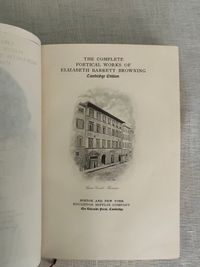 THE COMPLETE
POETICAL WORKS OF
ELIZABETH BARRETT BROWNING
Cambridge Edition
BOSTON AND NEW YORK
HOUGHTON MIFFLIN COMPANY
The Riverside Press, Cambridge